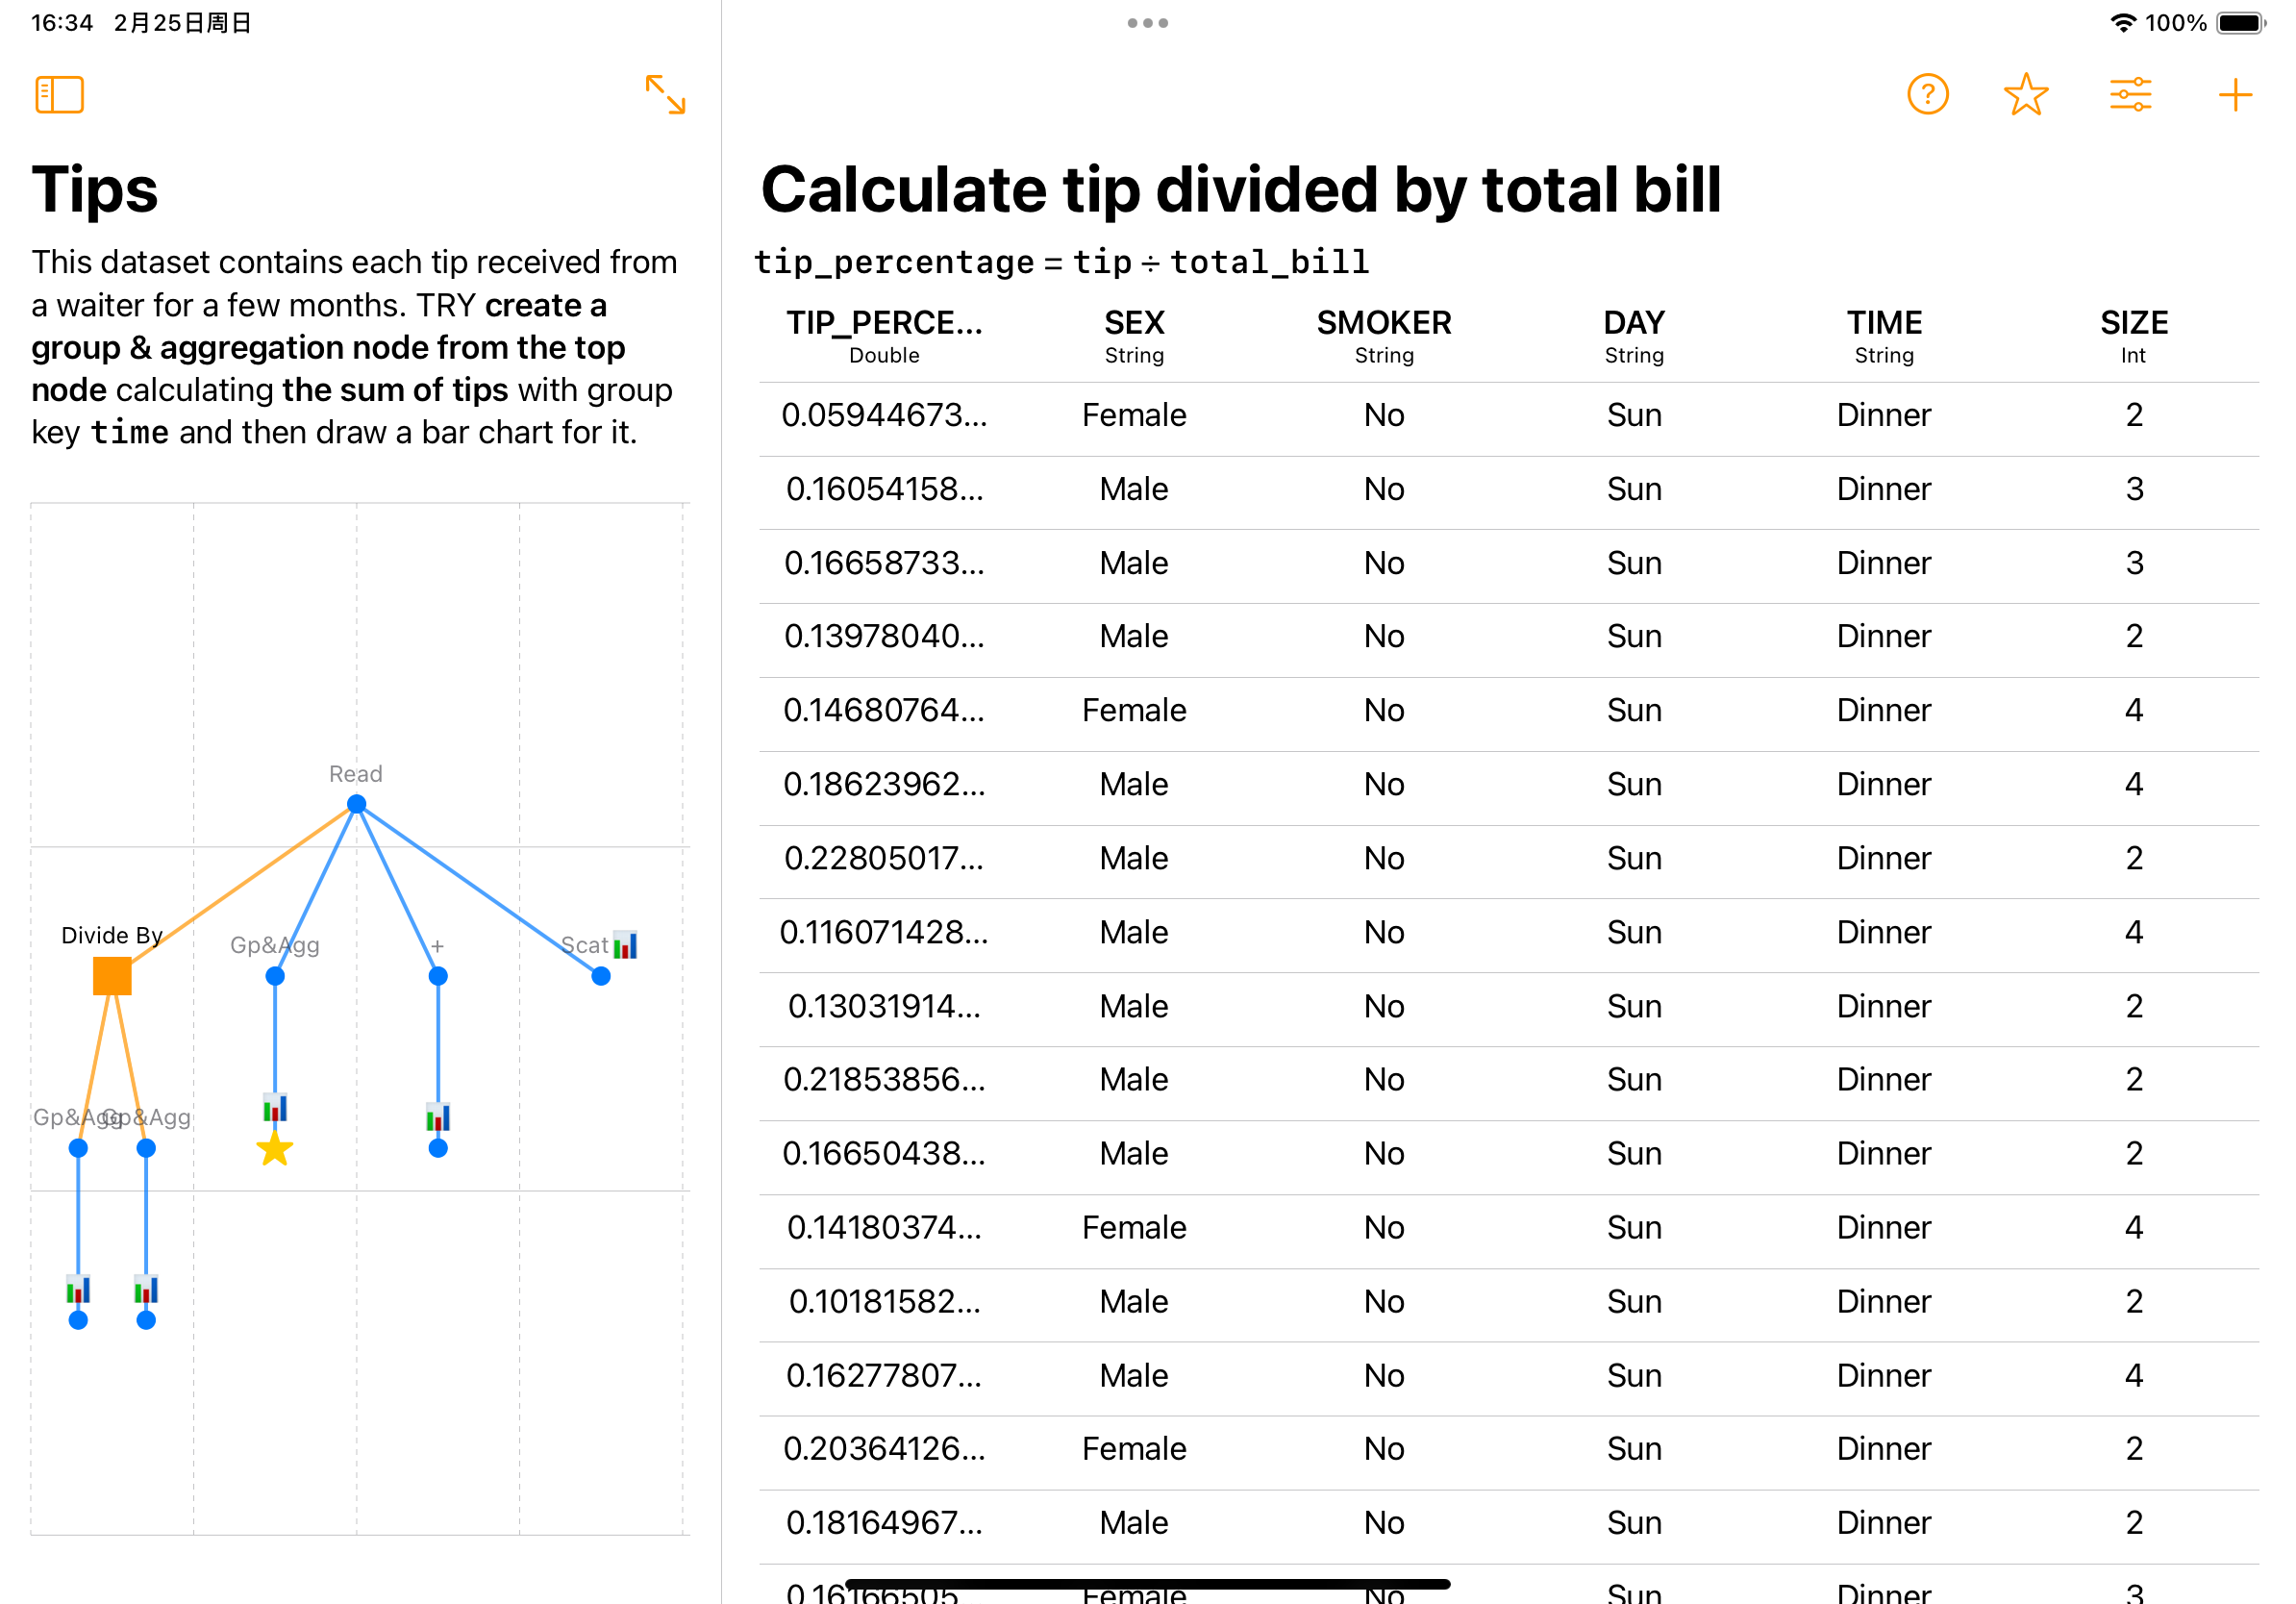 16:34 2月25日周日
100%
Tips
This dataset contains each tip received from
a waiter for a few months. TRY create a
group & aggregation node from the top
node calculating the sum of tips with group
key time and then draw a bar chart for it.
Read
Divide By
Gp&Agg
+
Scat
Gp&Agg
Gp&Agg
Calculate tip divided by total bill
tip_percentage = tip ÷ total_bill
TIP_PERCE... SEX SMOKER DAY TIME SIZE
Double String String String String Int
0.05944673... Female No Sun Dinner 2
0.16054158... Male No Sun Dinner 3
0.16658733... Male No Sun Dinner 3
0.13978040... Male No Sun Dinner 2
0.14680764... Female No Sun Dinner 4
0.18623962... Male No Sun Dinner 4
0.22805017... Male No Sun Dinner 2
0.116071428... Male No Sun Dinner 4
0.13031914... Male No Sun Dinner 2
0.21853856... Male No Sun Dinner 2
0.16650438... Male No Sun Dinner 2
0.14180374... Female No Sun Dinner 4
0.10181582... Male No Sun Dinner 2
0.16277807... Male No Sun Dinner 4
0.20364126... Female No Sun Dinner 2
0.18164967... Male No Sun Dinner 2
0.16166505 Female No Sun Dinner 3